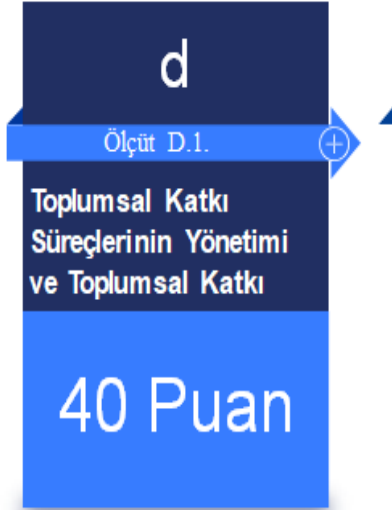 d
Ölçüt D.1.
Toplumsal Katkı
Süreçlerinin Yönetimi
ve Toplumsal Katkı
40 Puan